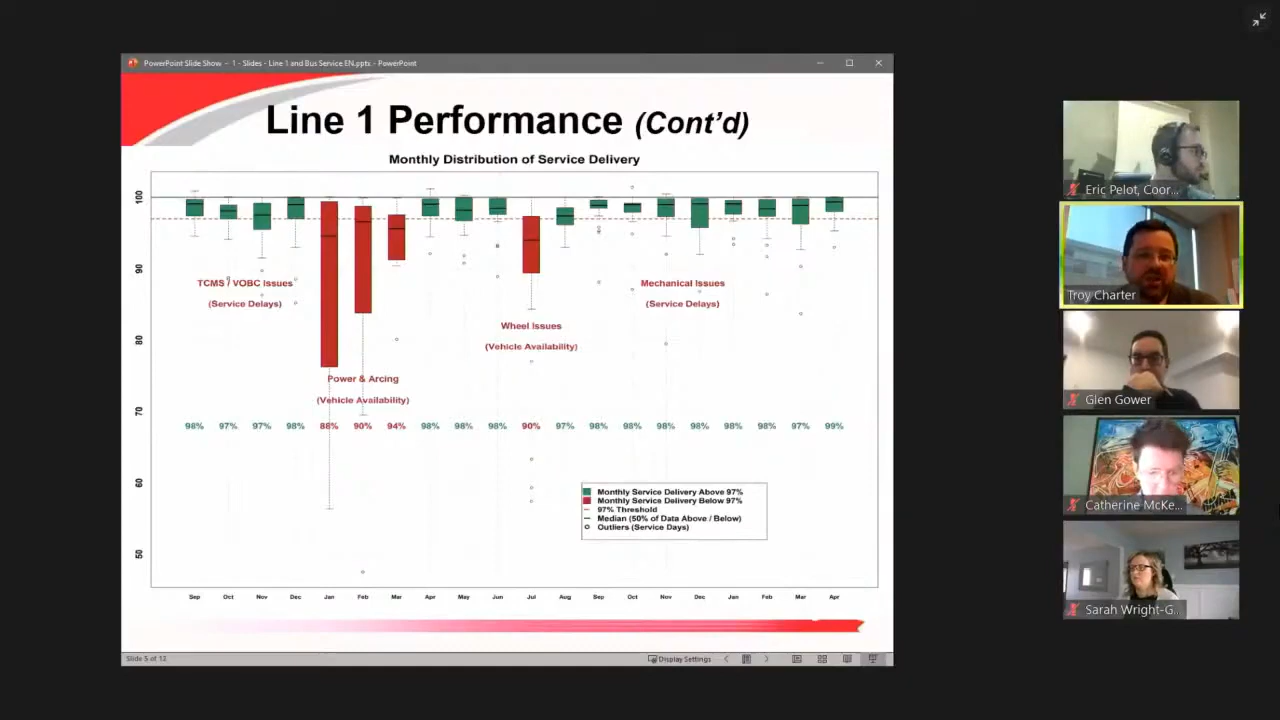 PowerPoint Slide Show - 1 - Slides - Line 1 and Bus Service.EN.pptx - PowerPoint
Line 1 Performance (Cont'd)
Monthly Distribution of Service Delivery
100
90
80
70
60
50
TCMS / VOBC Issues
(Service Delays)
Power & Arcing
(Vehicle Availability)
Wheel Issues
(Vehicle Availability)
Mechanical Issues
(Service Delays)
98% 97% 97% 98% 88% 90% 94% 98% 98% 98% 90% 97% 98% 98% 98% 98% 98% 98% 97% 99%
Monthly Service Delivery Above 97%
Monthly Service Delivery Below 97%
97% Threshold
Median (50% of Data Above / Below)
Outliers (Service Days)
Sep Oct Nov Dec Jan Feb Mar Apr May Jun Jul Aug Sep Oct Nov Dec Jan Feb Mar Apr
Slide 5 of 12
Display Settings
Eric Pelot, Coor...
Troy Charter
Glen Gower
Catherine McKe...
Sarah Wright-G...